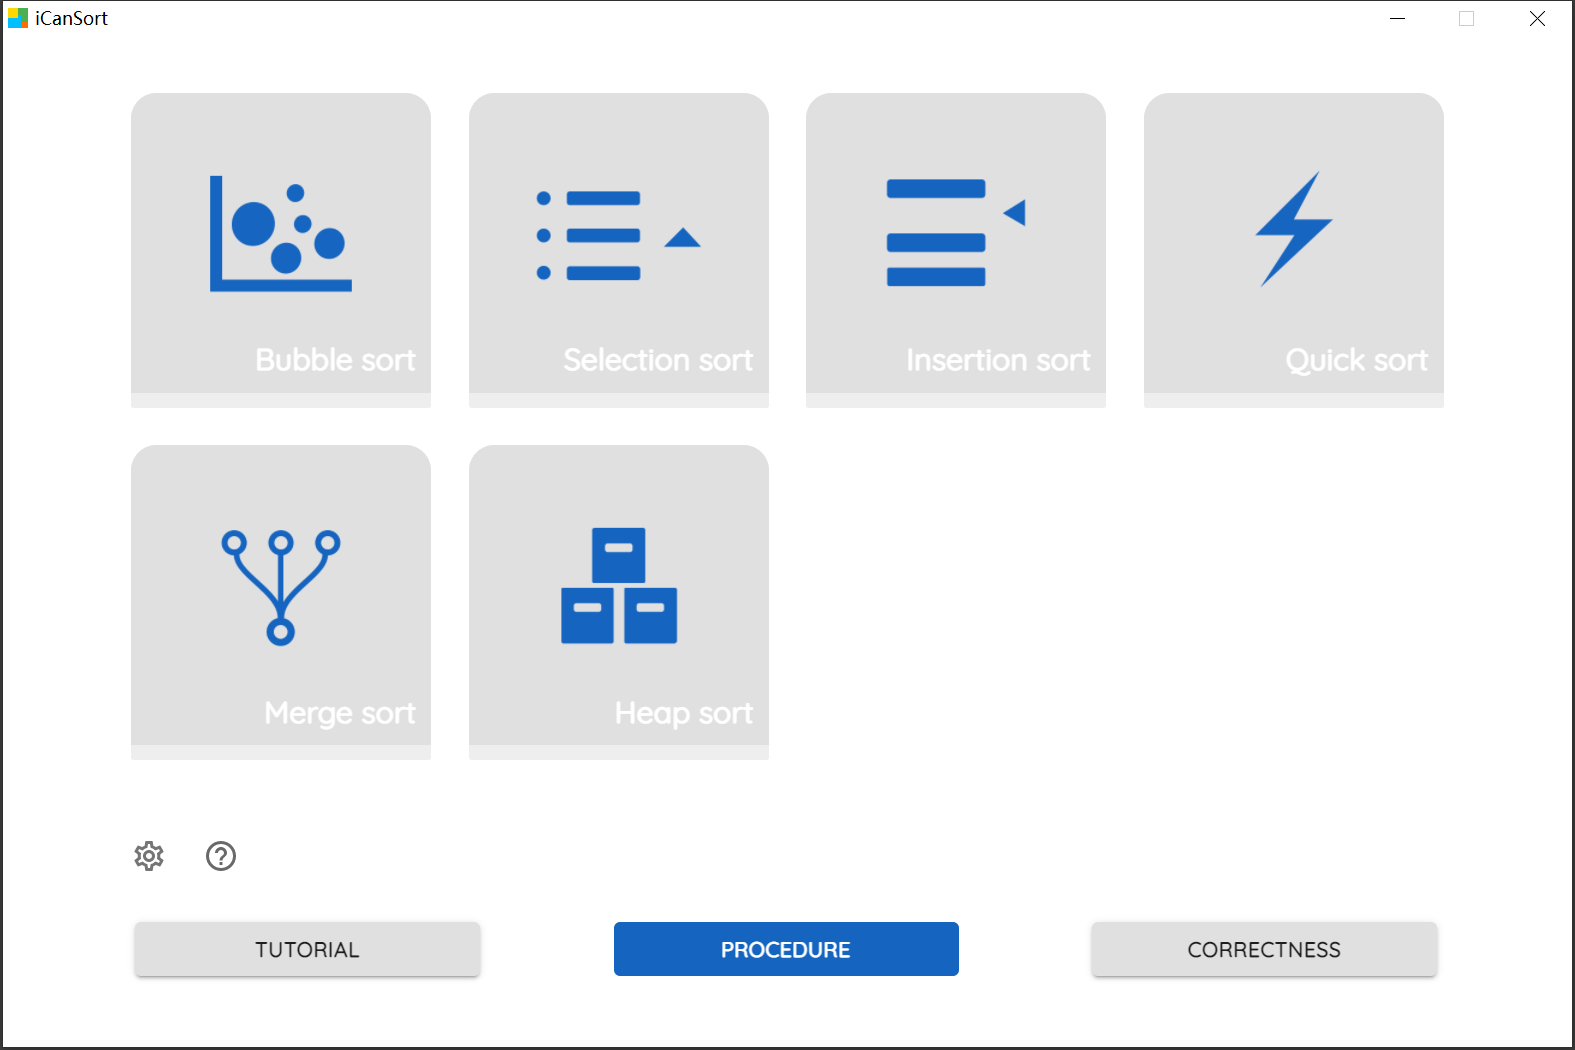 iCanSort
Bubble sort
Selection sort
Insertion sort
Quick sort
Merge sort
Heap sort
TUTORIAL
PROCEDURE
CORRECTNESS